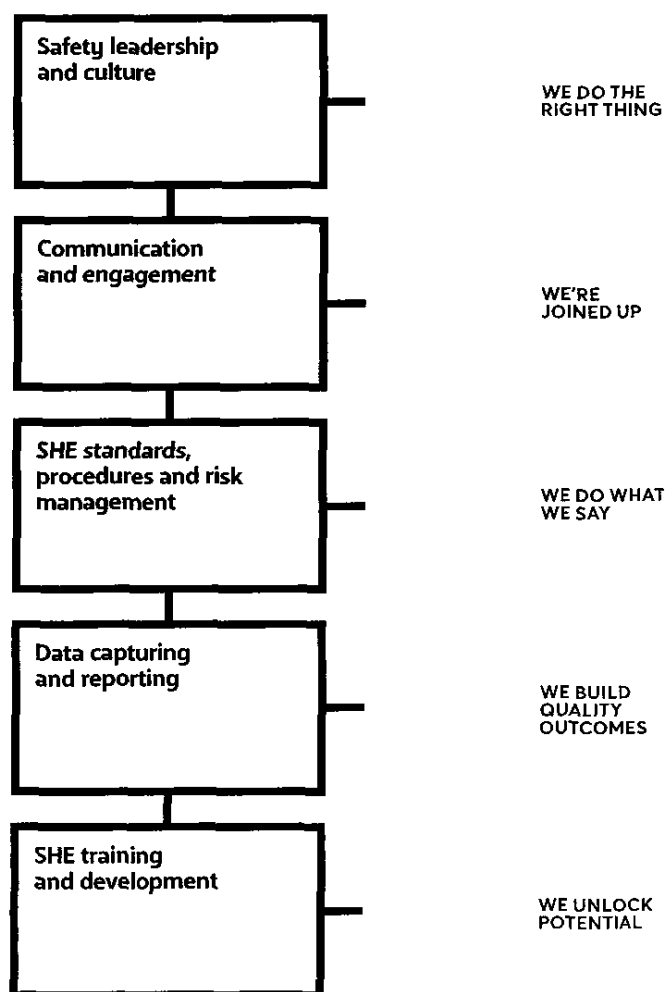 Safety leadership
and culture
WE DO THE
RIGHT THING
Communication
and engagement
WE'RE
JOINED UP
SHE standards,
procedures and risk
management
WE DO WHAT
WE SAY
Data capturing
and reporting
WE BUILD
QUALITY
OUTCOMES
SHE training
and development
WE UNLOCK
POTENTIAL